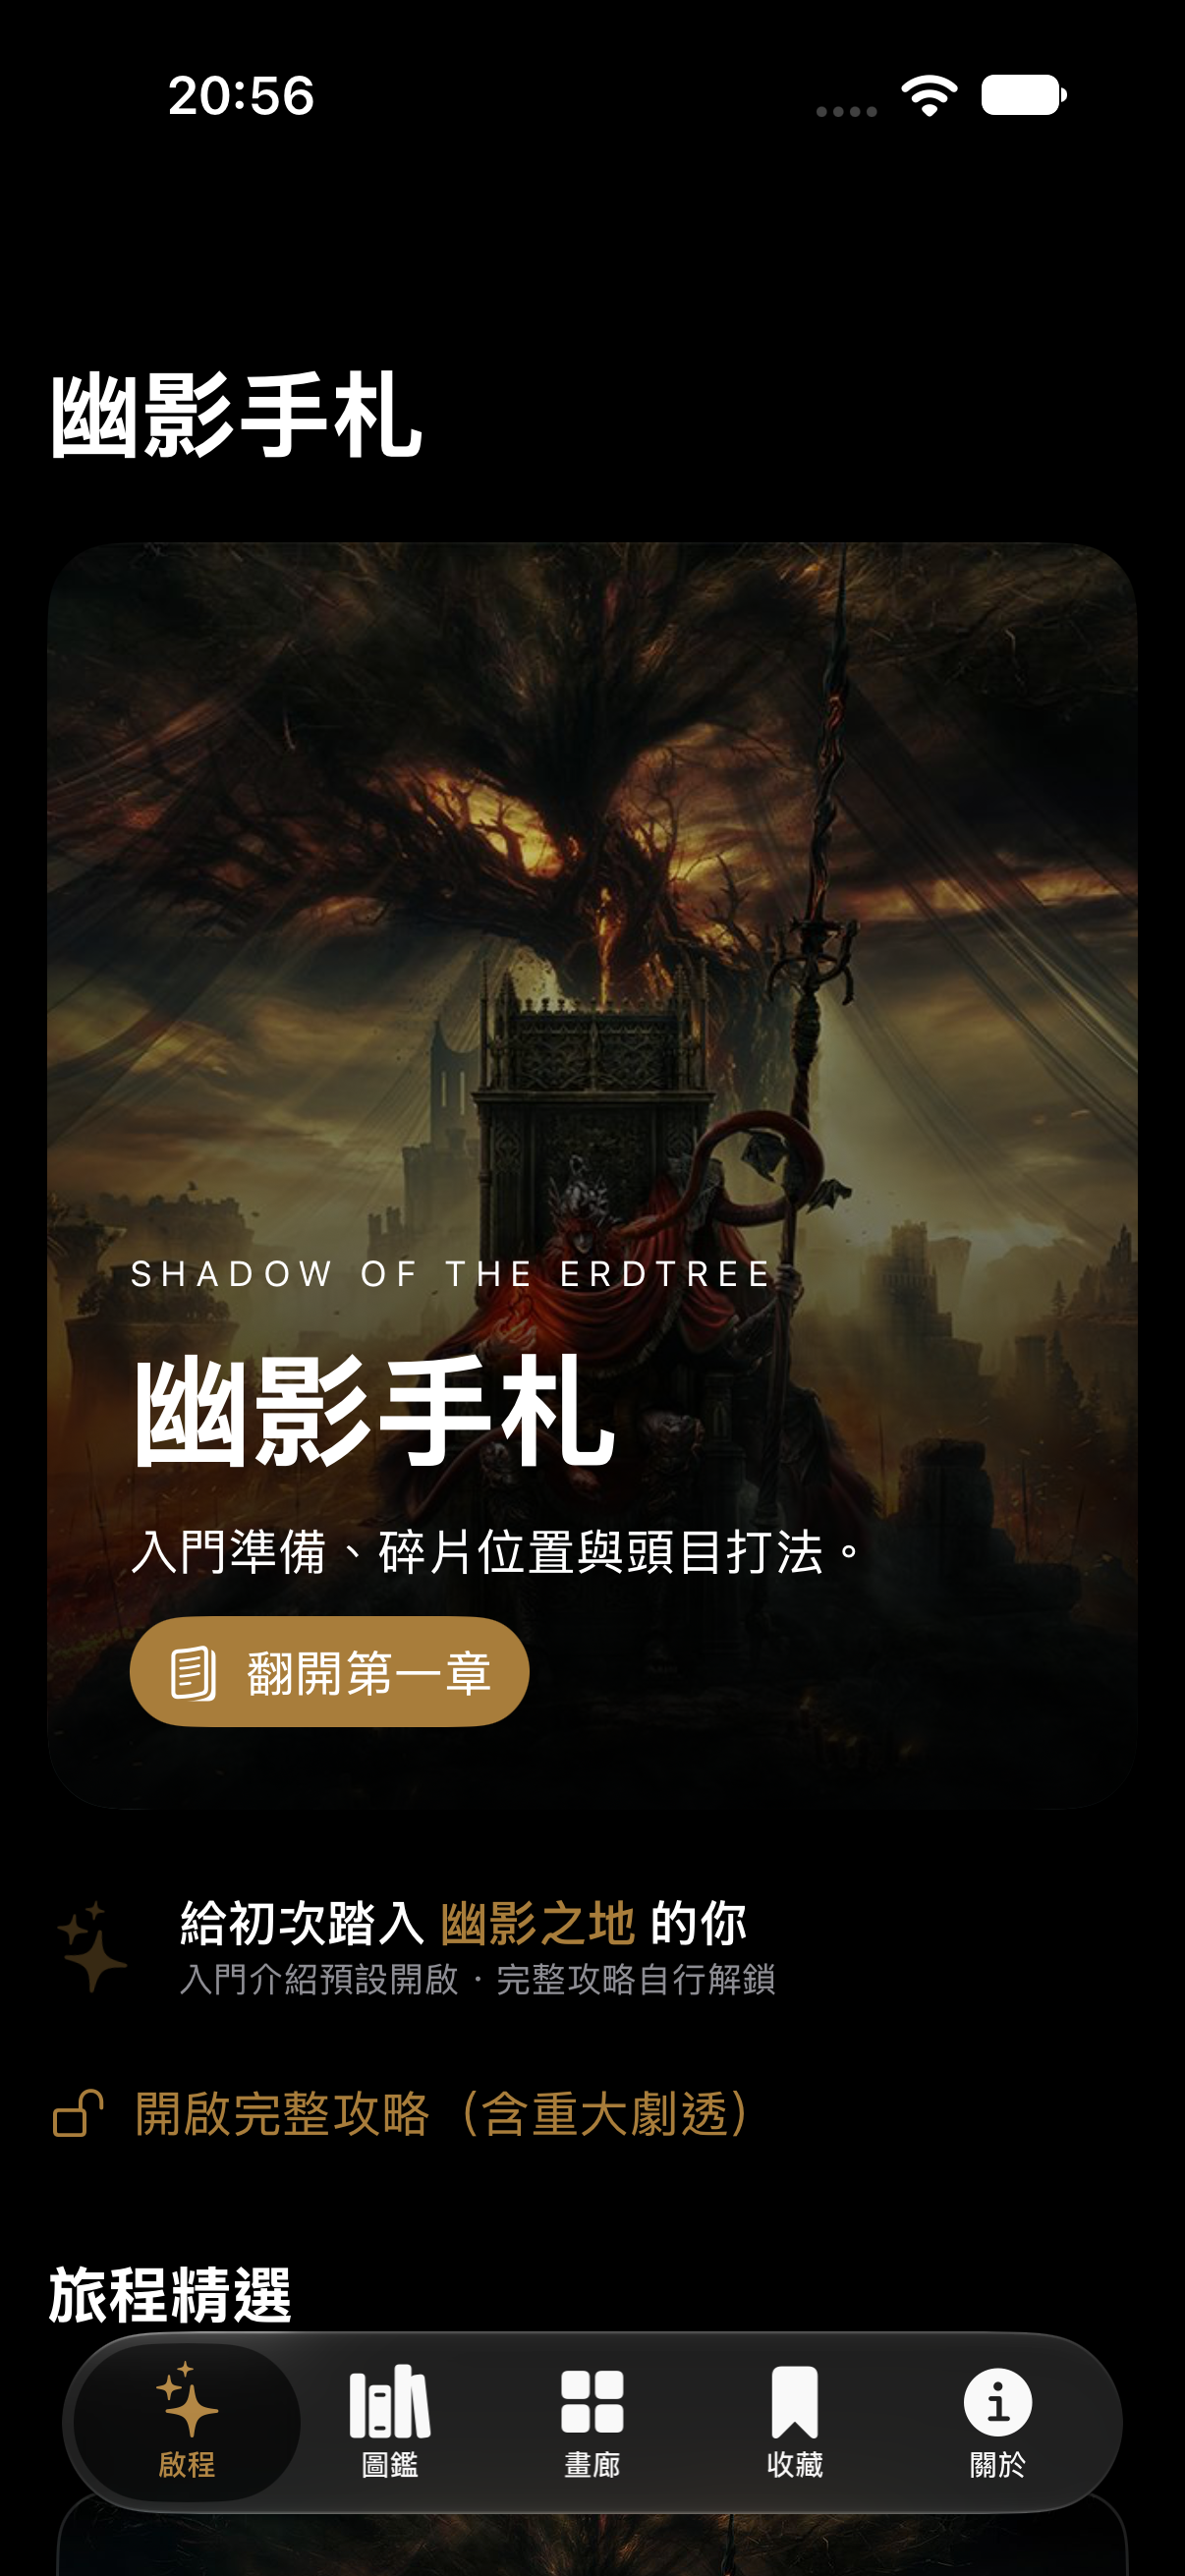 20:56
幽影手札
SHADOW OF THE ERDTREE
幽影手札
入門準備、碎片位置與頭目打法。
翻開第一章
給初次踏入 幽影之地 的你
入門介紹預設開啟 · 完整攻略自行解鎖
開啟完整攻略（含重大劇透）
旅程精選
啟程
圖鑑
畫廊
收藏
關於